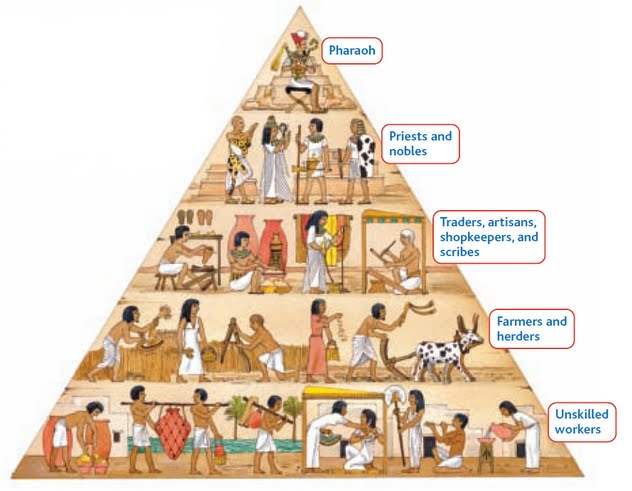 Pharaoh
Priests and
nobles
Traders, artisans,
shopkeepers, and
scribes
Farmers and
herders
Unskilled
workers